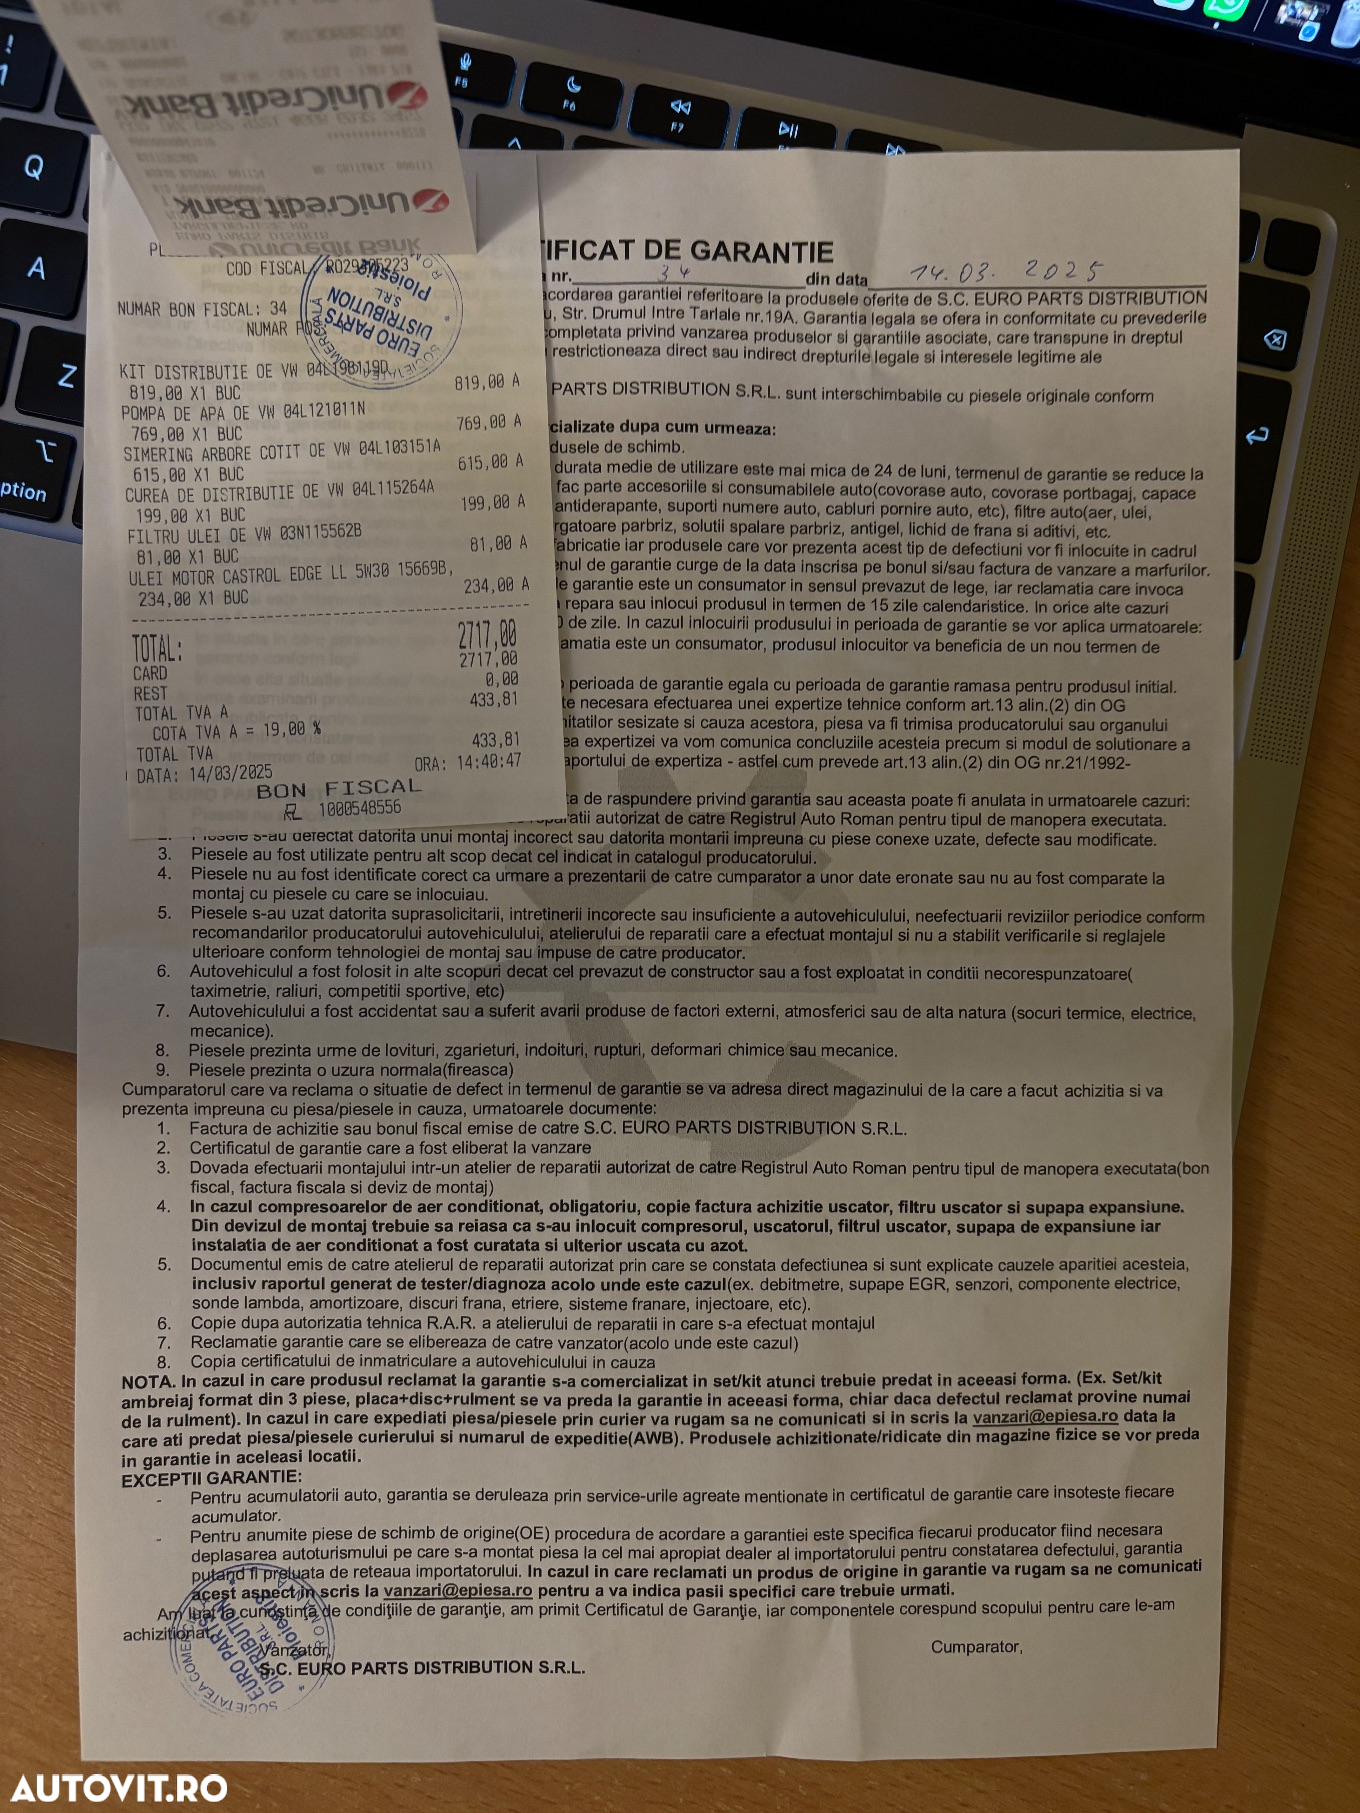 UniCredit Bank
UniCredit Bank
UniCredit Bank
EURO PARTS DISTRIB
COD FISCAL:
NUMAR BON FISCAL: 34
NUMAR POS:
KIT DISTRIBUTIE OE VW 04L198119D
819,00 X1 BUC 819,00 A
POMPA DE APA OE VW 04L121011N
769,00 X1 BUC 769,00 A
SIMERING ARBORE COTIT OE VW 04L103151A
615,00 X1 BUC 615,00 A
CUREA DE DISTRIBUTIE OE VW 04L115264A
199,00 X1 BUC 199,00 A
FILTRU ULEI OE VW 03N115562B
81,00 X1 BUC 81,00 A
ULEI MOTOR CASTROL EDGE LL 5W30 15669B,
234,00 X1 BUC 234,00 A
TOTAL: 2717,00
CARD 2717,00
REST 0,00
TOTAL TVA A 433,81
COTA TVA A = 19,00 %
TOTAL TVA 433,81
DATA: 14/03/2025 ORA: 14:40:47
BON FISCAL
1000548556
SOCIETATEA COMERCIALA
EURO PARTS
DISTRIBUTION
SRL
Ploiesti
IFICAT DE GARANTIE
nr. 34 din data 14.03.2025
cordarea garantiei referitoare la produsele oferite de S.C. EURO PARTS DISTRIBUTION
, Str. Drumul Intre Tarlale nr.19A. Garantia legala se ofera in conformitate cu prevederile
ompletata privind vanzarea produselor si garantiile asociate, care transpune in dreptul
restrictioneaza direct sau indirect drepturile legale si interesele legitime ale
PARTS DISTRIBUTION S.R.L. sunt interschimbabile cu piesele originale conform
cializate dupa cum urmeaza:
dusele de schimb.
durata medie de utilizare este mai mica de 24 de luni, termenul de garantie se reduce la
fac parte accesoriile si consumabilele auto(covorase auto, covorase portbagaj, capace
antiderapante, suporti numere auto, cabluri pornire auto, etc), filtre auto(aer, ulei,
rgatoare parbriz, solutii spalare parbriz, antigel, lichid de frana si aditivi, etc.
fabricatie iar produsele care vor prezenta acest tip de defectiuni vor fi inlocuite in cadrul
nul de garantie curge de la data inscrisa pe bonul si/sau factura de vanzare a marfurilor.
e garantie este un consumator in sensul prevazut de lege, iar reclamatia care invoca
repara sau inlocui produsul in termen de 15 zile calendaristice. In orice alte cazuri
0 de zile. In cazul inlocuirii produsului in perioada de garantie se vor aplica urmatoarele:
amatia este un consumator, produsul inlocuitor va beneficia de un nou termen de
perioada de garantie egala cu perioada de garantie ramasa pentru produsul initial.
te necesara efectuarea unei expertize tehnice conform art.13 alin.(2) din OG
nitatilor sesizate si cauza acestora, piesa va fi trimisa producatorului sau organului
ea expertizei va vom comunica concluziile acesteia precum si modul de solutionare a
aportului de expertiza - astfel cum prevede art.13 alin.(2) din OG nr.21/1992-
ta de raspundere privind garantia sau aceasta poate fi anulata in urmatoarele cazuri:
reparatii autorizat de catre Registrul Auto Roman pentru tipul de manopera executata.
2. Piesele s-au defectat datorita unui montaj incorect sau datorita montarii impreuna cu piese conexe uzate, defecte sau modificate.
3. Piesele au fost utilizate pentru alt scop decat cel indicat in catalogul producatorului.
4. Piesele nu au fost identificate corect ca urmare a prezentarii de catre cumparator a unor date eronate sau nu au fost comparate la
montaj cu piesele cu care se inlocuiau.
5. Piesele s-au uzat datorita suprasolicitarii, intretinerii incorecte sau insuficiente a autovehiculului, neefectuarii reviziilor periodice conform
recomandarilor producatorului autovehiculului, atelierului de reparatii care a efectuat montajul si nu a stabilit verificarile si reglajele
ulterioare conform tehnologiei de montaj sau impuse de catre producator.
6. Autovehiculul a fost folosit in alte scopuri decat cel prevazut de constructor sau a fost exploatat in conditii necorespunzatoare(
taximetrie, raliuri, competitii sportive, etc)
7. Autovehiculului a fost accidentat sau a suferit avarii produse de factori externi, atmosferici sau de alta natura (socuri termice, electrice,
mecanice).
8. Piesele prezinta urme de lovituri, zgarieturi, indoituri, rupturi, deformari chimice sau mecanice.
9. Piesele prezinta o uzura normala(fireasca)
Cumparatorul care va reclama o situatie de defect in termenul de garantie se va adresa direct magazinului de la care a facut achizitia si va
prezenta impreuna cu piesa/piesele in cauza, urmatoarele documente:
1. Factura de achizitie sau bonul fiscal emise de catre S.C. EURO PARTS DISTRIBUTION S.R.L.
2. Certificatul de garantie care a fost eliberat la vanzare
3. Dovada efectuarii montajului intr-un atelier de reparatii autorizat de catre Registrul Auto Roman pentru tipul de manopera executata(bon
fiscal, factura fiscala si deviz de montaj)
4. In cazul compresoarelor de aer conditionat, obligatoriu, copie factura achizitie uscator, filtru uscator si supapa expansiune.
Din devizul de montaj trebuie sa reiasa ca s-au inlocuit compresorul, uscatorul, filtrul uscator, supapa de expansiune iar
instalatia de aer conditionat a fost curatata si ulterior uscata cu azot.
5. Documentul emis de catre atelierul de reparatii autorizat prin care se constata defectiunea si sunt explicate cauzele aparitiei acesteia,
inclusiv raportul generat de tester/diagnoza acolo unde este cazul(ex. debitmetre, supape EGR, senzori, componente electrice,
sonde lambda, amortizoare, discuri frana, etriere, sisteme franare, injectoare, etc).
6. Copie dupa autorizatia tehnica R.A.R. a atelierului de reparatii in care s-a efectuat montajul
7. Reclamatie garantie care se elibereaza de catre vanzator(acolo unde este cazul)
8. Copia certificatului de inmatriculare a autovehiculului in cauza
NOTA. In cazul in care produsul reclamat la garantie s-a comercializat in set/kit atunci trebuie predat in aceeasi forma. (Ex. Set/kit
ambreiaj format din 3 piese, placa+disc+rulment se va preda la garantie in aceeasi forma, chiar daca defectul reclamat provine numai
de la rulment). In cazul in care expediati piesa/piesele prin curier va rugam sa ne comunicati si in scris la vanzari@epiesa.ro data la
care ati predat piesa/piesele curierului si numarul de expeditie(AWB). Produsele achizitionate/ridicate din magazine fizice se vor preda
in garantie in aceleasi locatii.
EXCEPTII GARANTIE:
- Pentru acumulatorii auto, garantia se deruleaza prin service-urile agreate mentionate in certificatul de garantie care insoteste fiecare
acumulator.
- Pentru anumite piese de schimb de origine(OE) procedura de acordare a garantiei este specifica fiecarui producator fiind necesara
deplasarea autoturismului pe care s-a montat piesa la cel mai apropiat dealer al importatorului pentru constatarea defectului, garantia
putand fi preluata de reteaua importatorului. In cazul in care reclamati un produs de origine in garantie va rugam sa ne comunicati
acest aspect in scris la vanzari@epiesa.ro pentru a va indica pasii specifici care trebuie urmati.
Am luat la cunoştinţa de condiţiile de garanţie, am primit Certificatul de Garanţie, iar componentele corespund scopului pentru care le-am
achiziţionat.
Vanzator, Cumparator,
S.C. EURO PARTS DISTRIBUTION S.R.L.
SOCIETATEA COMERCIALA
EURO PARTS
DISTRIBUTION
SRL
Ploiesti
F5
F6
F7
Q
A
Z
ption
AUTOVIT.RO